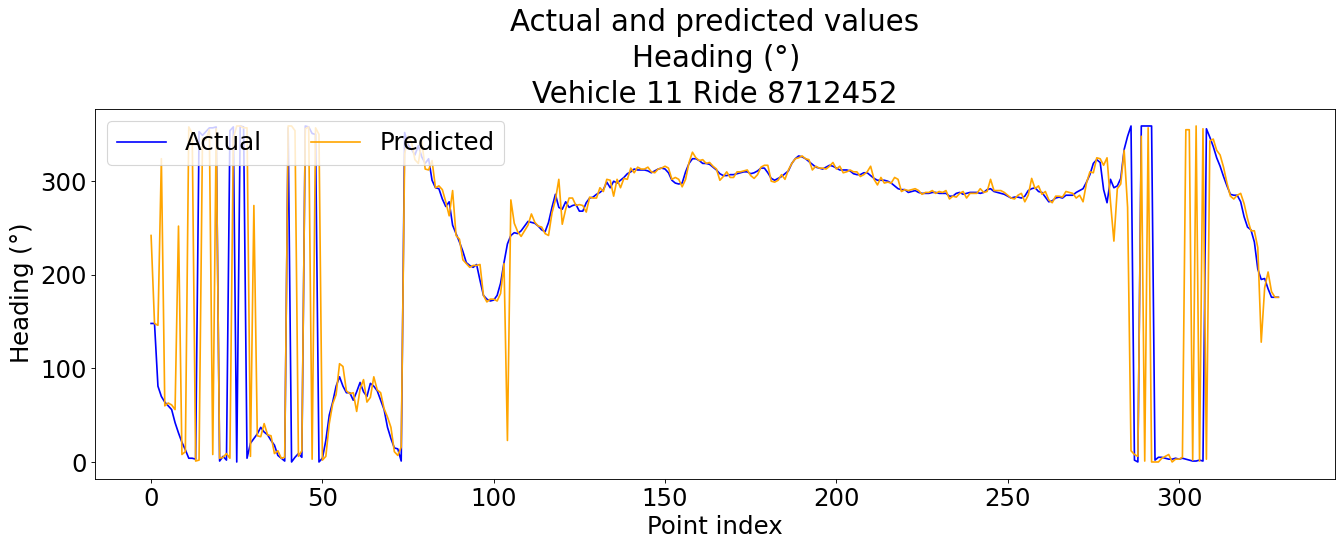 Actual and predicted values
Heading (°)
Vehicle 11 Ride 8712452
Actual Predicted
Heading (°)
300
200
100
0
0 50 100 150 200 250 300
Point index